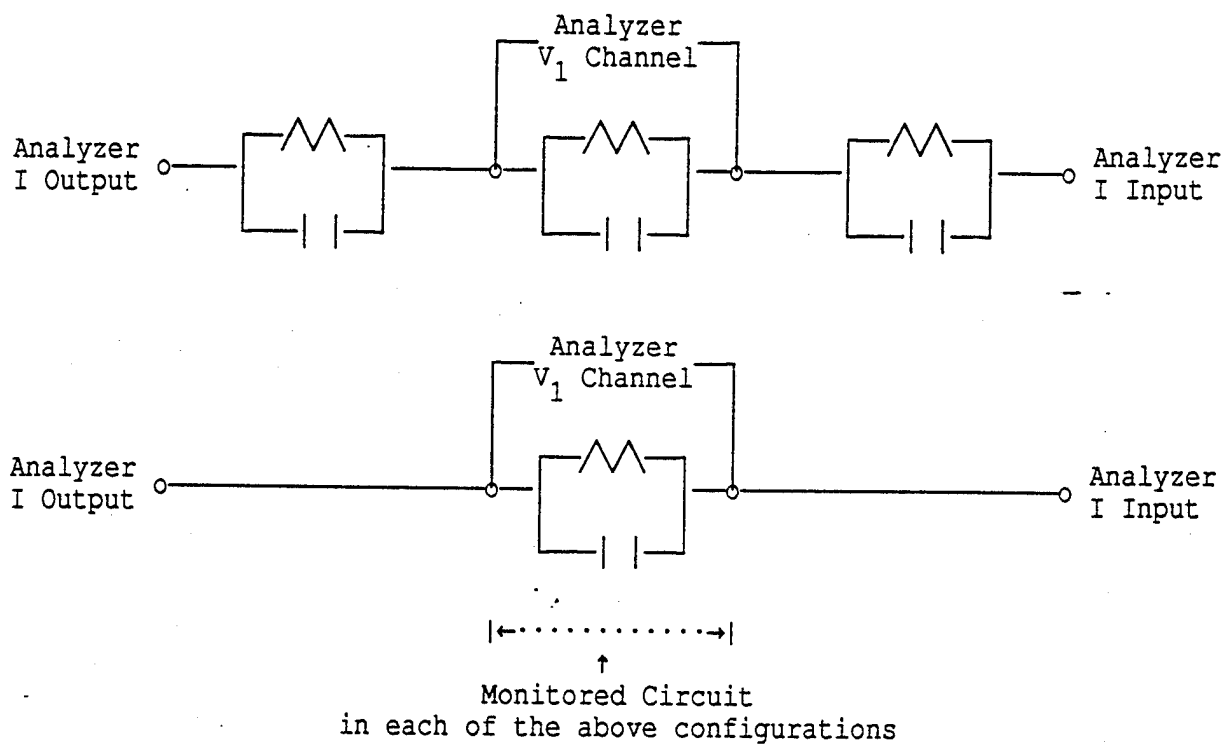 Analyzer
V1 Channel
Analyzer
I Output
Analyzer
I Input
Analyzer
V1 Channel
Analyzer
I Output
Analyzer
I Input
Monitored Circuit
in each of the above configurations